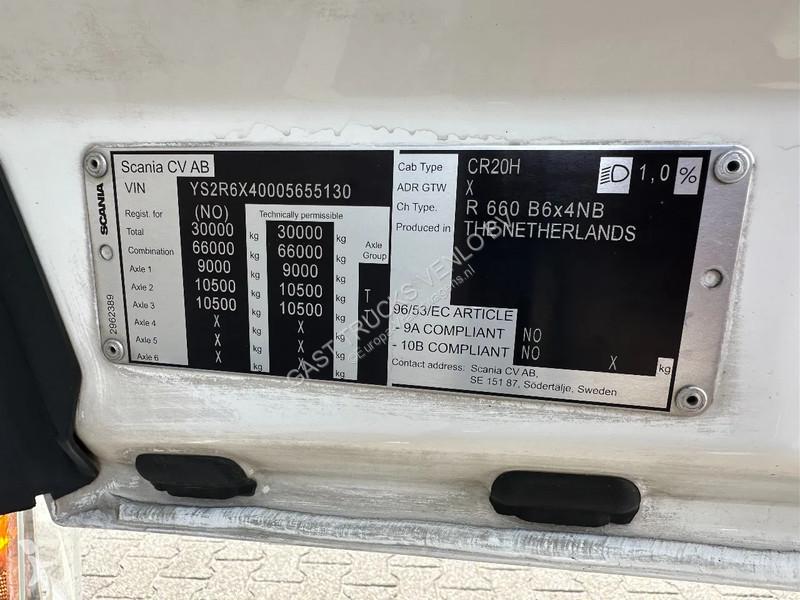 Scania CV AB
VIN YS2R6X40005655130
Regist. for (NO) Technically permissible
Total 30000 kg 30000 kg Axle Group
Combination 66000 kg 66000 kg
Axle 1 9000 kg 9000 kg
Axle 2 10500 kg 10500 kg T
Axle 3 10500 kg 10500 kg
Axle 4 X kg X kg
Axle 5 X kg X kg
Axle 6 X kg X kg
SCANIA
2962389
Cab Type CR20H 1,0 %
ADR GTW X
Ch Type. R 660 B6x4NB
Produced in THE NETHERLANDS
96/53/EC ARTICLE
- 9A COMPLIANT NO
- 10B COMPLIANT NO X kg
Contact address: Scania CV AB,
SE 151 87, Södertälje, Sweden
GAST TRUCKS VENLO BV